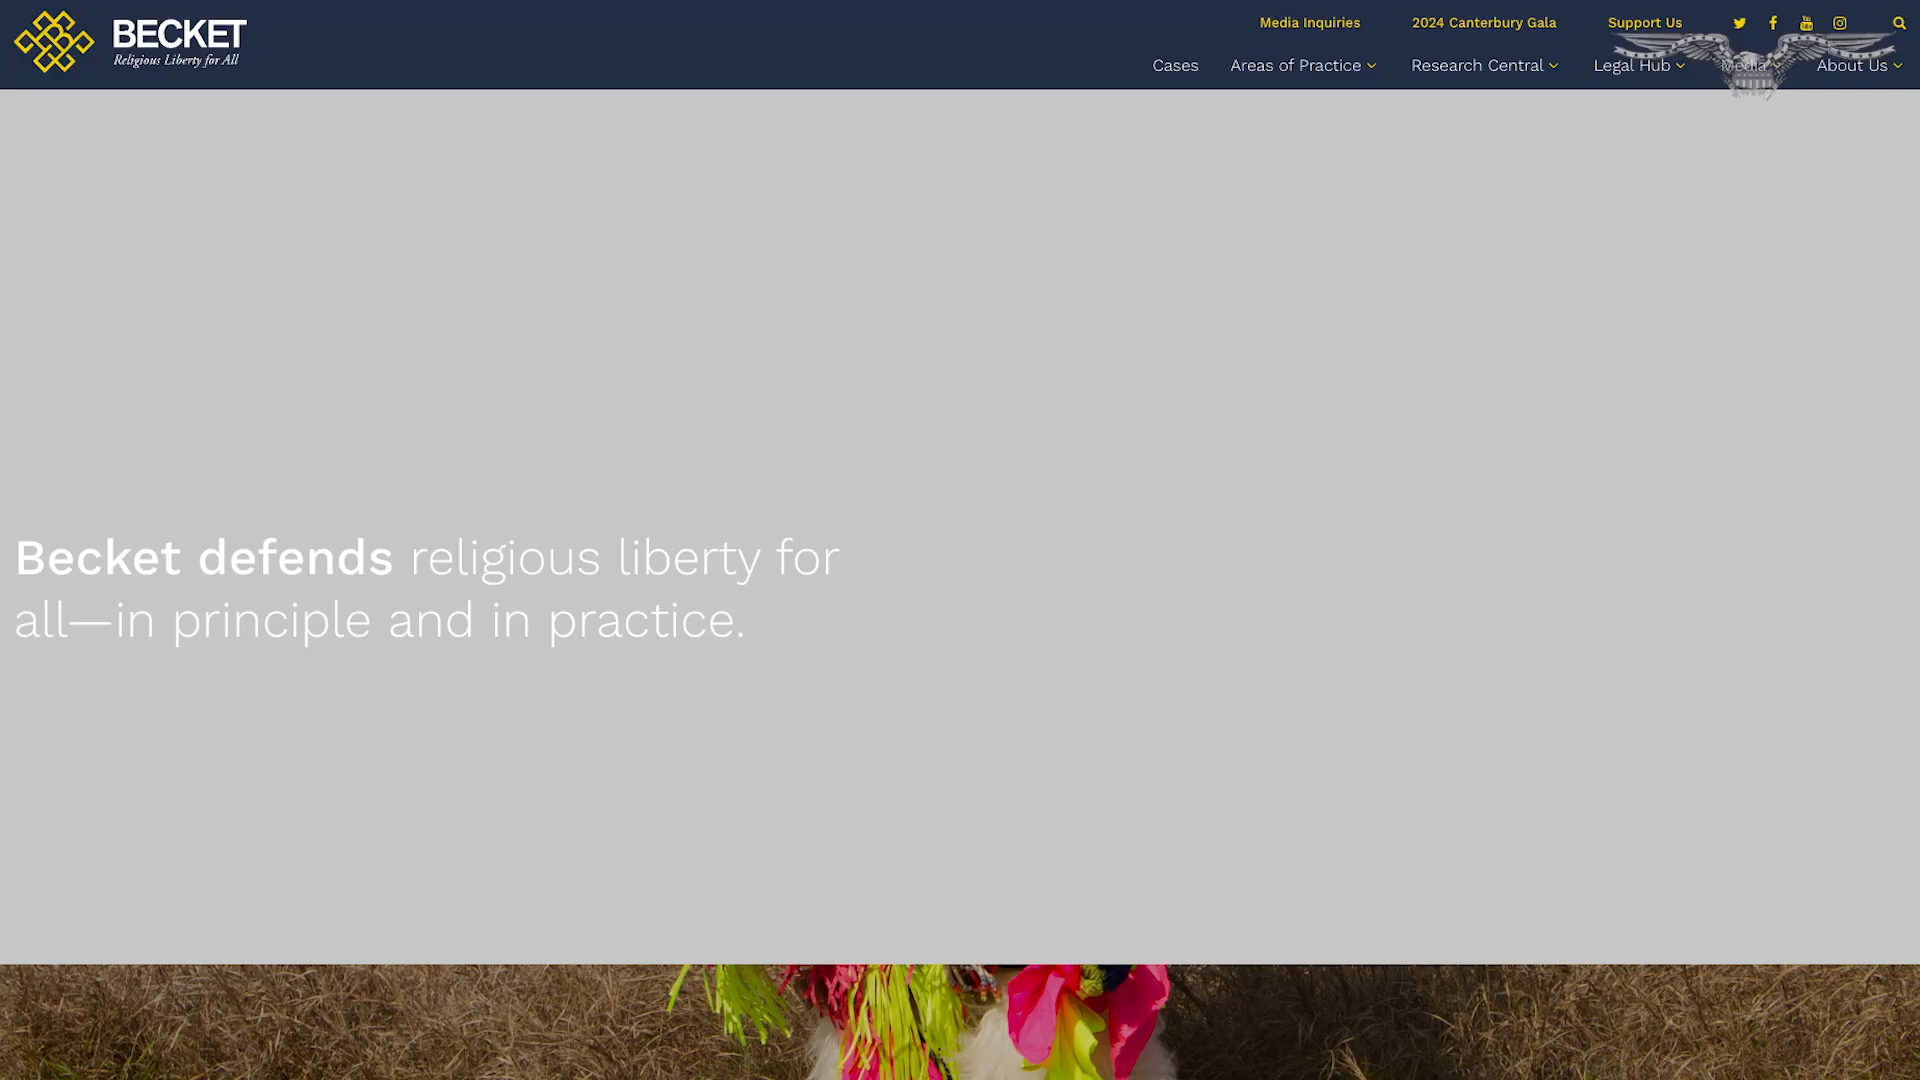 BECKET
Religious Liberty for All
Media Inquiries
2024 Canterbury Gala
Support Us
Cases
Areas of Practice
Research Central
Legal Hub
Media
About Us
Becket defends religious liberty for
all—in principle and in practice.